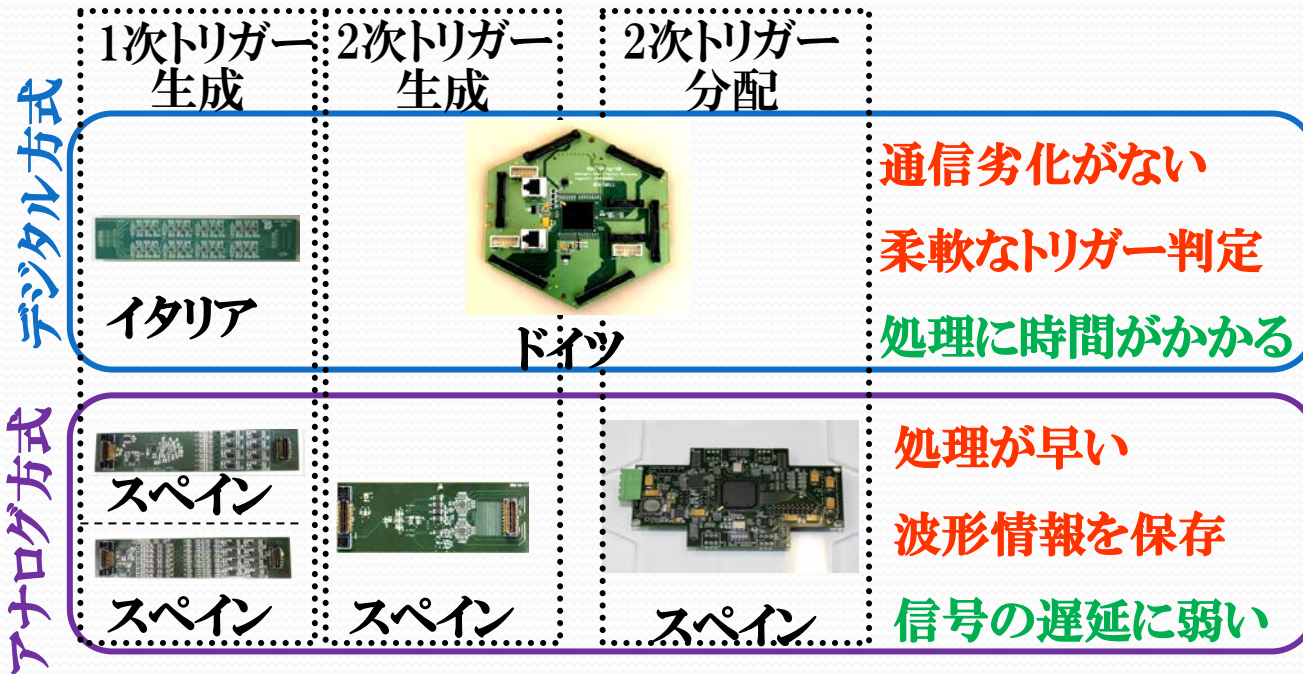 1次トリガー
生成
2次トリガー
生成
2次トリガー
分配
デジタル方式
イタリア
ドイツ
通信劣化がない
柔軟なトリガー判定
処理に時間がかかる
アナログ方式
スペイン
スペイン
スペイン
スペイン
処理が早い
波形情報を保存
信号の遅延に弱い